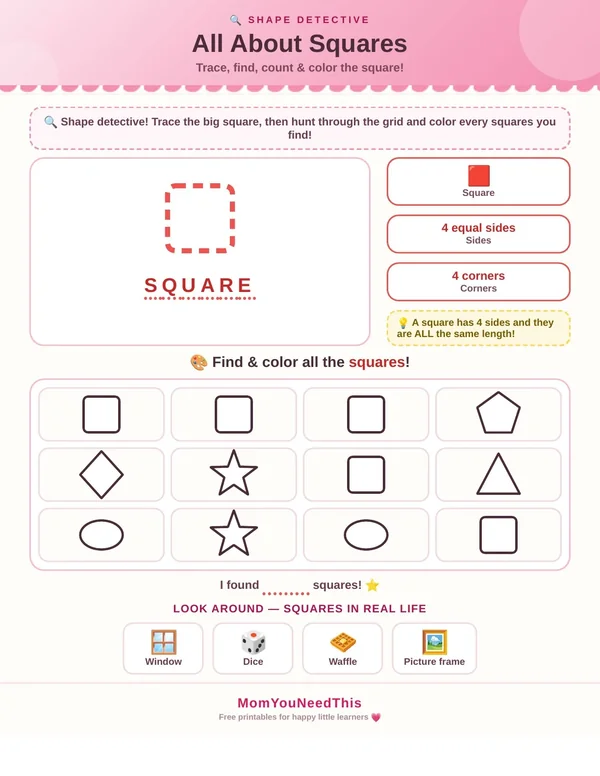 🔍 SHAPE DETECTIVE
All About Squares
Trace, find, count & color the square!
🔍 Shape detective! Trace the big square, then hunt through the grid and color every squares you
find!
SQUARE
Square
4 equal sides
Sides
4 corners
Corners
💡 A square has 4 sides and they
are ALL the same length!
🎨 Find & color all the squares!
I found ......... squares! ⭐
LOOK AROUND — SQUARES IN REAL LIFE
Window
Dice
Waffle
Picture frame
MomYouNeedThis
Free printables for happy little learners 💗